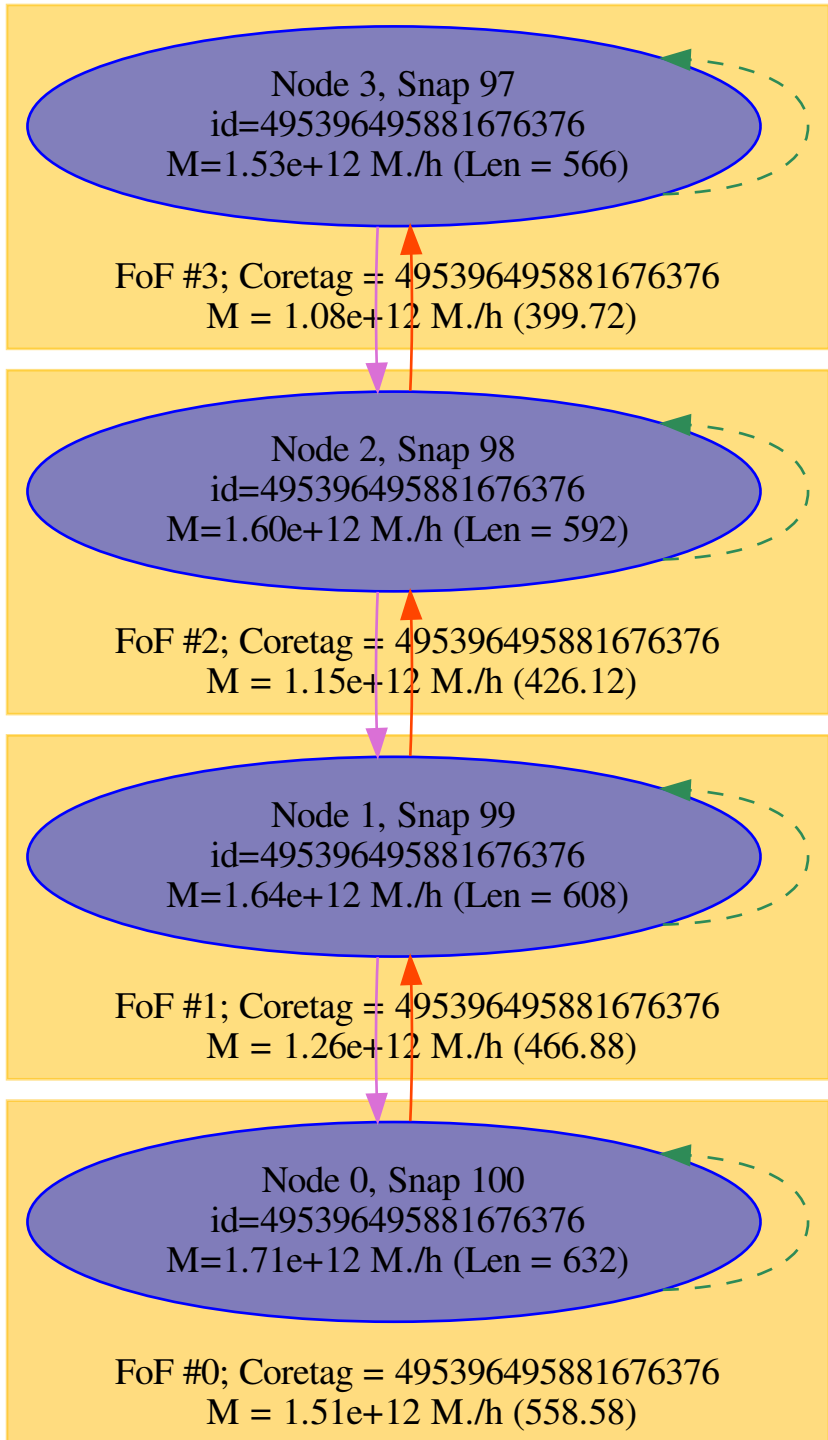 Node 3, Snap 97
id=495396495881676376
M=1.53e+12 M./h (Len = 566)
FoF #3; Coretag = 495396495881676376
M = 1.08e+12 M./h (399.72)
Node 2, Snap 98
id=495396495881676376
M=1.60e+12 M./h (Len = 592)
FoF #2; Coretag = 495396495881676376
M = 1.15e+12 M./h (426.12)
Node 1, Snap 99
id=495396495881676376
M=1.64e+12 M./h (Len = 608)
FoF #1; Coretag = 495396495881676376
M = 1.26e+12 M./h (466.88)
Node 0, Snap 100
id=495396495881676376
M=1.71e+12 M./h (Len = 632)
FoF #0; Coretag = 495396495881676376
M = 1.51e+12 M./h (558.58)